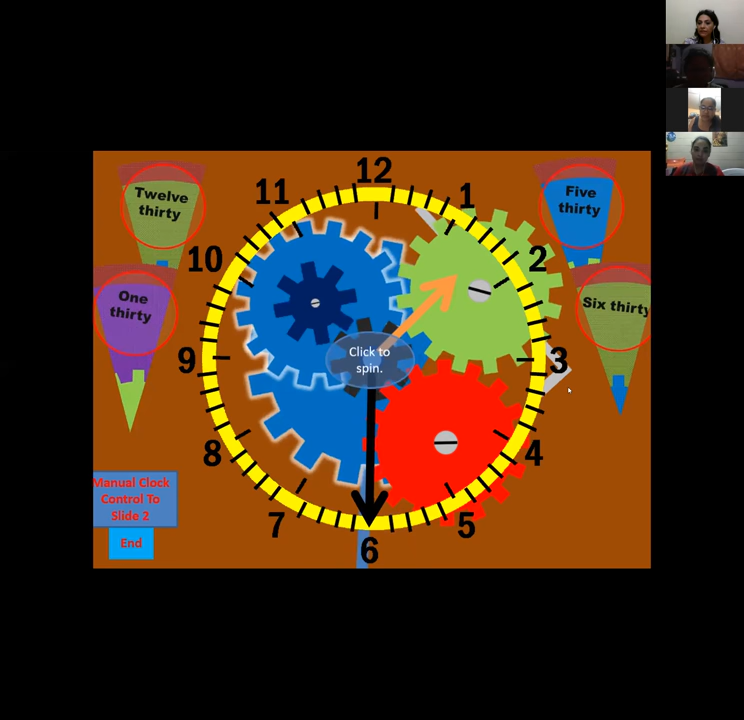 Twelve
thirty
One
thirty
Five
thirty
Six thirty
12
1
2
3
4
5
6
7
8
9
10
11
Click to
spin.
Manual Clock
Control To
Slide 2
End